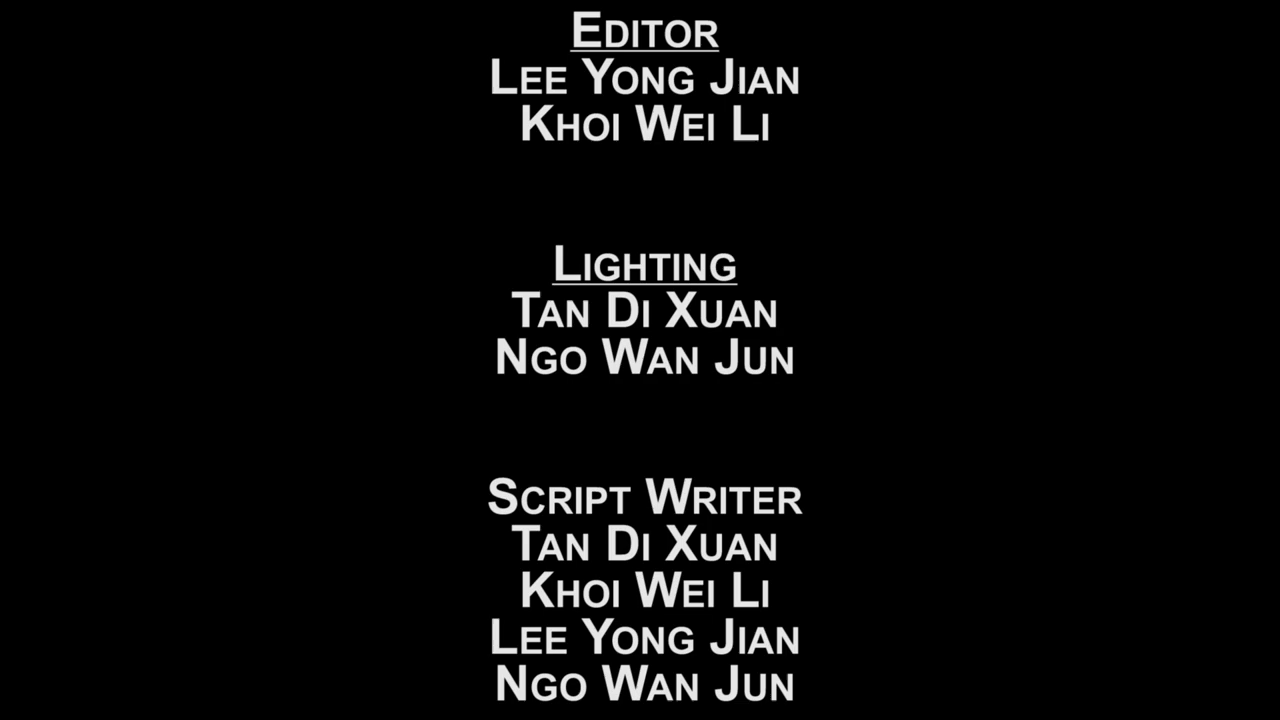 Editor
Lee Yong Jian
Khoi Wei Li
Lighting
Tan Di Xuan
Ngo Wan Jun
Script Writer
Tan Di Xuan
Khoi Wei Li
Lee Yong Jian
Ngo Wan Jun